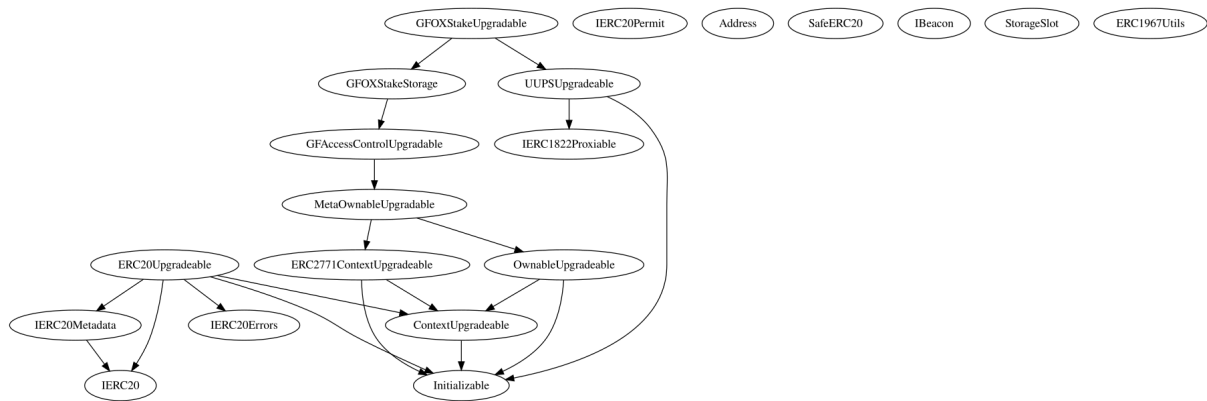 GFOXStakeUpgradable
IERC20Permit
Address
SafeERC20
IBeacon
StorageSlot
ERC1967Utils
GFOXStakeStorage
UUPSUpgradeable
GFAccessControlUpgradable
IERC1822Proxiable
MetaOwnableUpgradable
ERC20Upgradeable
ERC2771ContextUpgradeable
OwnableUpgradeable
IERC20Metadata
IERC20Errors
ContextUpgradeable
IERC20
Initializable